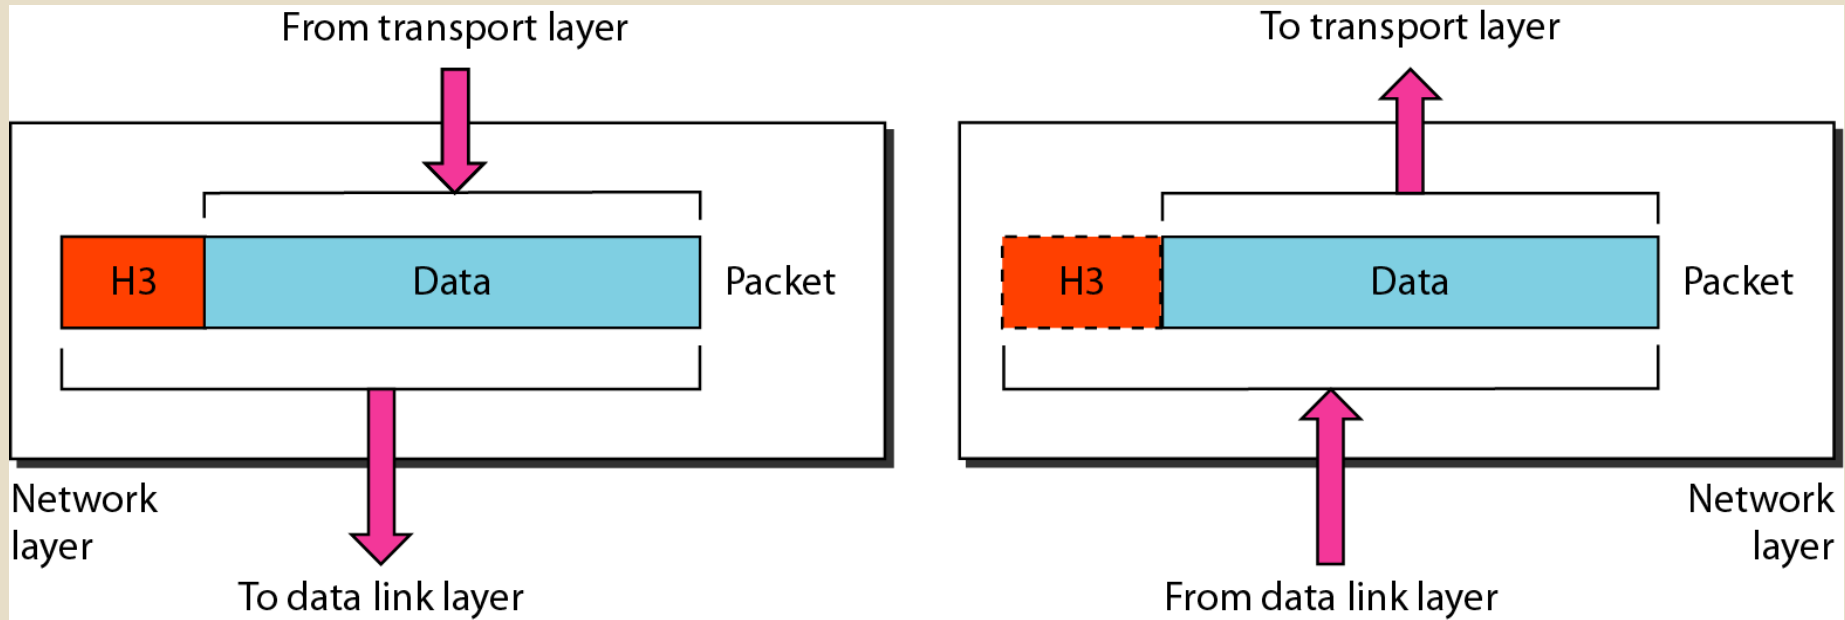 From transport layer
H3
Data
Packet
Network
layer
To data link layer
To transport layer
H3
Data
Packet
Network
layer
From data link layer